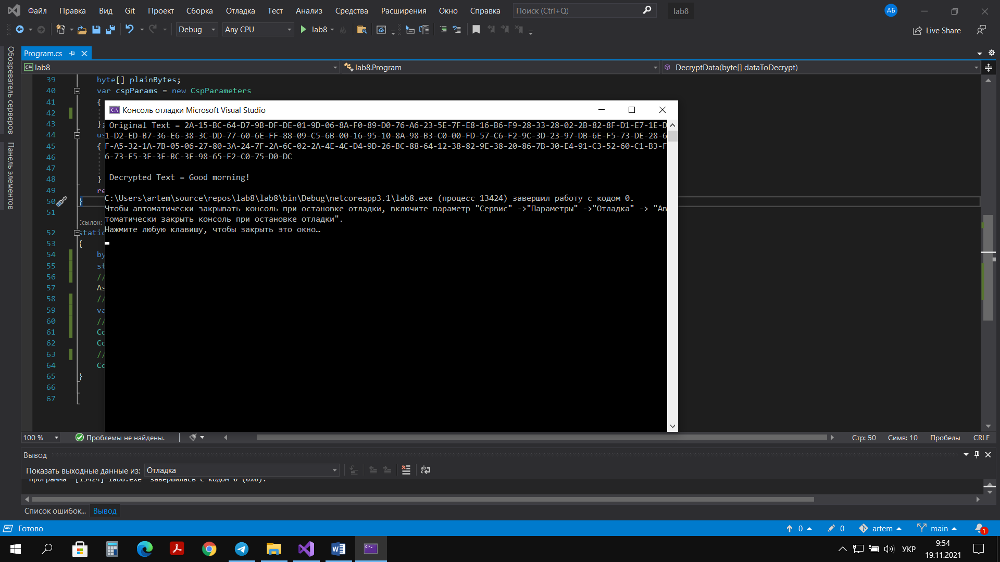 Файл Правка Вид Git Проект Сборка Отладка Тест Анализ Средства Расширения Окно Справка Поиск (Ctrl+Q) lab8 АБ
Debug Any CPU lab8 Live Share
Обозреватель серверов
Панель элементов
Program.cs
C# lab8 lab8.Program DecryptData(byte[] dataToDecrypt)
39 byte[] plainBytes;
40 var cspParams = new CspParameters
41 {
42
43 };
44 us
45 {
46
47
48 }
49 re
50 }
51
Ссылок:
52 static
53 {
54 by
55 st
56 //
57 As
58 //
59 va
60 //
61 Co
62 Co
63 //
64 Co
65 }
66
67
Консоль отладки Microsoft Visual Studio
Original Text = 2A-15-BC-64-D7-9B-DF-DE-01-9D-06-8A-F0-89-D0-76-A6-23-5E-7F-E8-16-B6-F9-28-33-28-02-2B-82-8F-D1-E7-1E-D
1-D2-ED-B7-36-E6-38-3C-DD-77-60-6E-FF-88-09-C5-6B-00-16-95-10-8A-98-B3-C0-00-FD-57-C6-F2-9C-3D-23-97-DB-6E-F5-73-DE-28-6
F-A5-32-1A-7B-05-06-27-80-3A-24-7F-2A-6C-02-2A-4E-4C-D4-9D-26-BC-88-64-12-38-82-9E-38-20-86-7B-30-E4-91-C3-52-60-C1-B3-F
6-73-E5-3F-3E-BC-3E-98-65-F2-C0-75-D0-DC
Decrypted Text = Good morning!
C:\Users\artem\source\repos\lab8\lab8\bin\Debug\netcoreapp3.1\lab8.exe (процесс 13424) завершил работу с кодом 0.
Чтобы автоматически закрывать консоль при остановке отладки, включите параметр "Сервис" ->"Параметры" ->"Отладка" -> "Ав
томатически закрыть консоль при остановке отладки".
Нажмите любую клавишу, чтобы закрыть это окно…
100 % Проблемы не найдены. Стр: 50 Симв: 10 Пробелы CRLF
Вывод
Показать выходные данные из: Отладка
Программа "[13424] lab8.exe" завершилась с кодом 0 (0x0).
Список ошибок... Вывод
Готово 0 0 artem main 1
УКР 9:54
19.11.2021